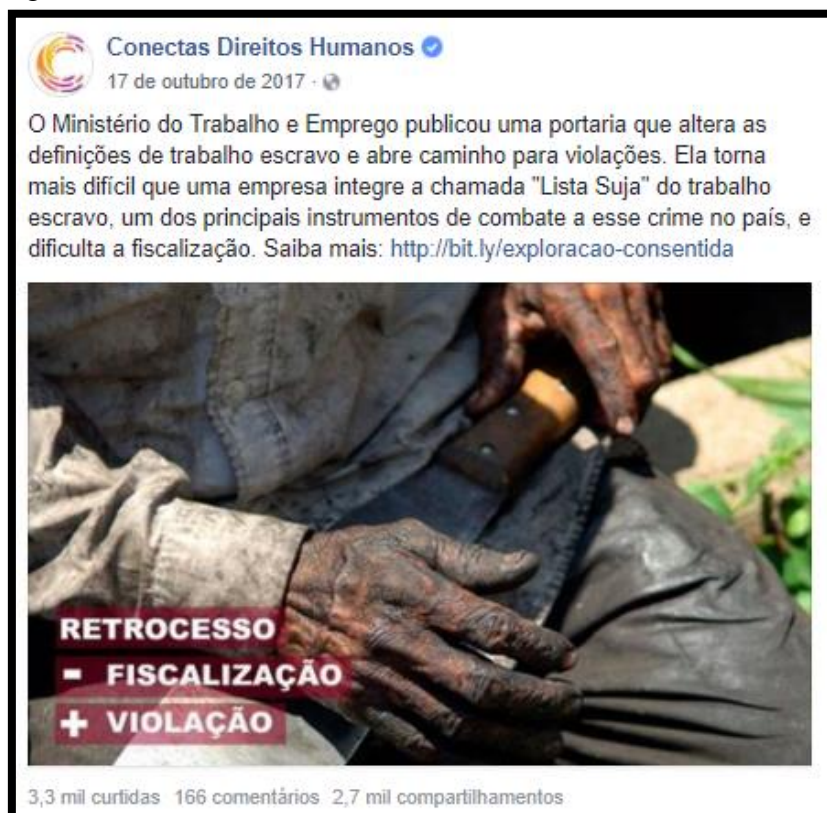 Conectas Direitos Humanos
17 de outubro de 2017 ·
O Ministério do Trabalho e Emprego publicou uma portaria que altera as
definições de trabalho escravo e abre caminho para violações. Ela torna
mais difícil que uma empresa integre a chamada "Lista Suja" do trabalho
escravo, um dos principais instrumentos de combate a esse crime no país, e
dificulta a fiscalização. Saiba mais: http://bit.ly/exploracao-consentida
RETROCESSO
- FISCALIZAÇÃO
+ VIOLAÇÃO
3,3 mil curtidas 166 comentários 2,7 mil compartilhamentos